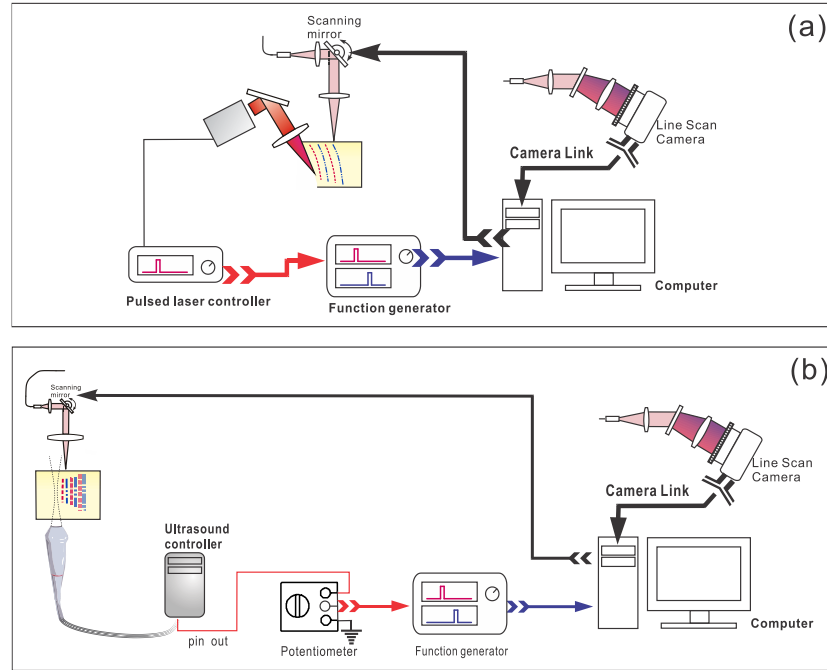 (a)
Scanning
mirror
Line Scan
Camera
Camera Link
Pulsed laser controller
Function generator
Computer
(b)
Scanning
mirror
Line Scan
Camera
Camera Link
Ultrasound
controller
pin out
Potentiometer
Function generator
Computer